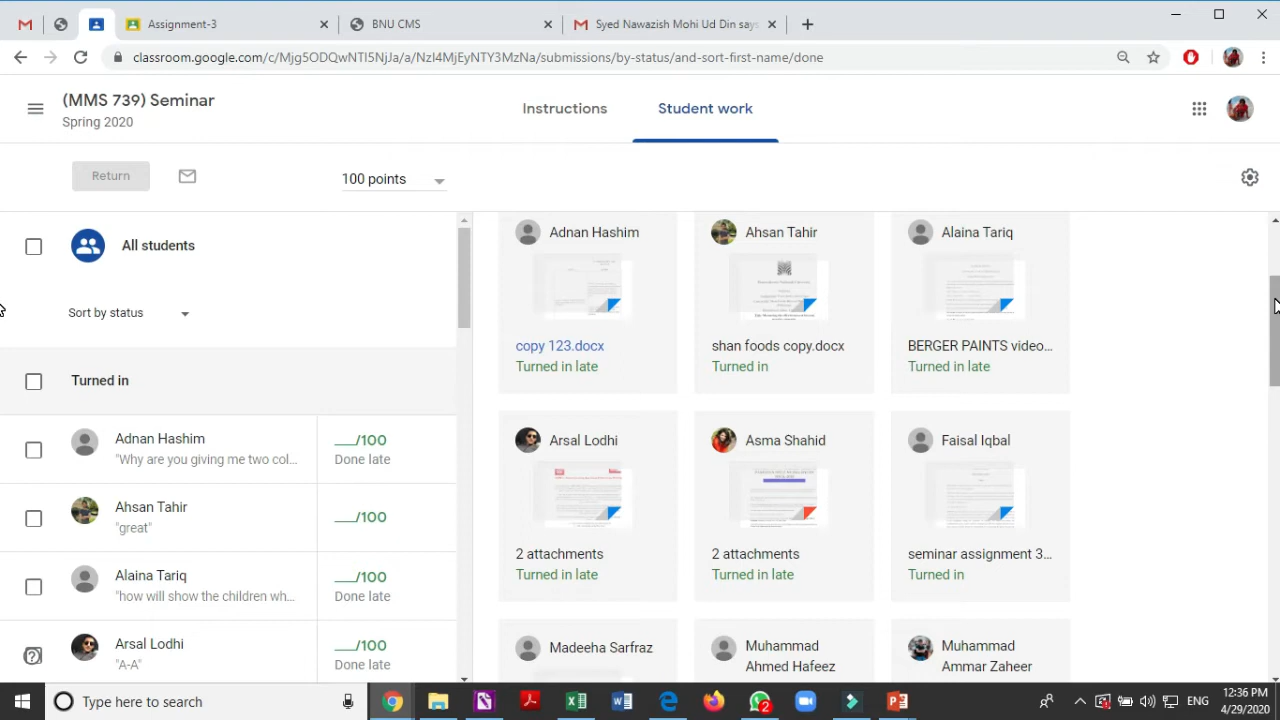 Assignment-3
BNU CMS
Syed Nawazish Mohi Ud Din says
classroom.google.com/c/Mjg5ODQwNTI5NjJa/a/NzI4MjEyNTY3MzNa/submissions/by-status/and-sort-first-name/done
(MMS 739) Seminar
Spring 2020
Instructions
Student work
Return
100 points
All students
Sort by status
Turned in
Adnan Hashim
"Why are you giving me two col...
___/100
Done late
Ahsan Tahir
"great"
___/100
Alaina Tariq
"how will show the children wh...
___/100
Done late
Arsal Lodhi
"A-A"
___/100
Done late
Adnan Hashim
copy 123.docx
Turned in late
Ahsan Tahir
shan foods copy.docx
Turned in
Alaina Tariq
BERGER PAINTS video...
Turned in late
Arsal Lodhi
2 attachments
Turned in late
Asma Shahid
2 attachments
Turned in late
Faisal Iqbal
seminar assignment 3...
Turned in
Madeeha Sarfraz
Muhammad
Ahmed Hafeez
Muhammad
Ammar Zaheer
Type here to search
2
ENG
12:36 PM
4/29/2020